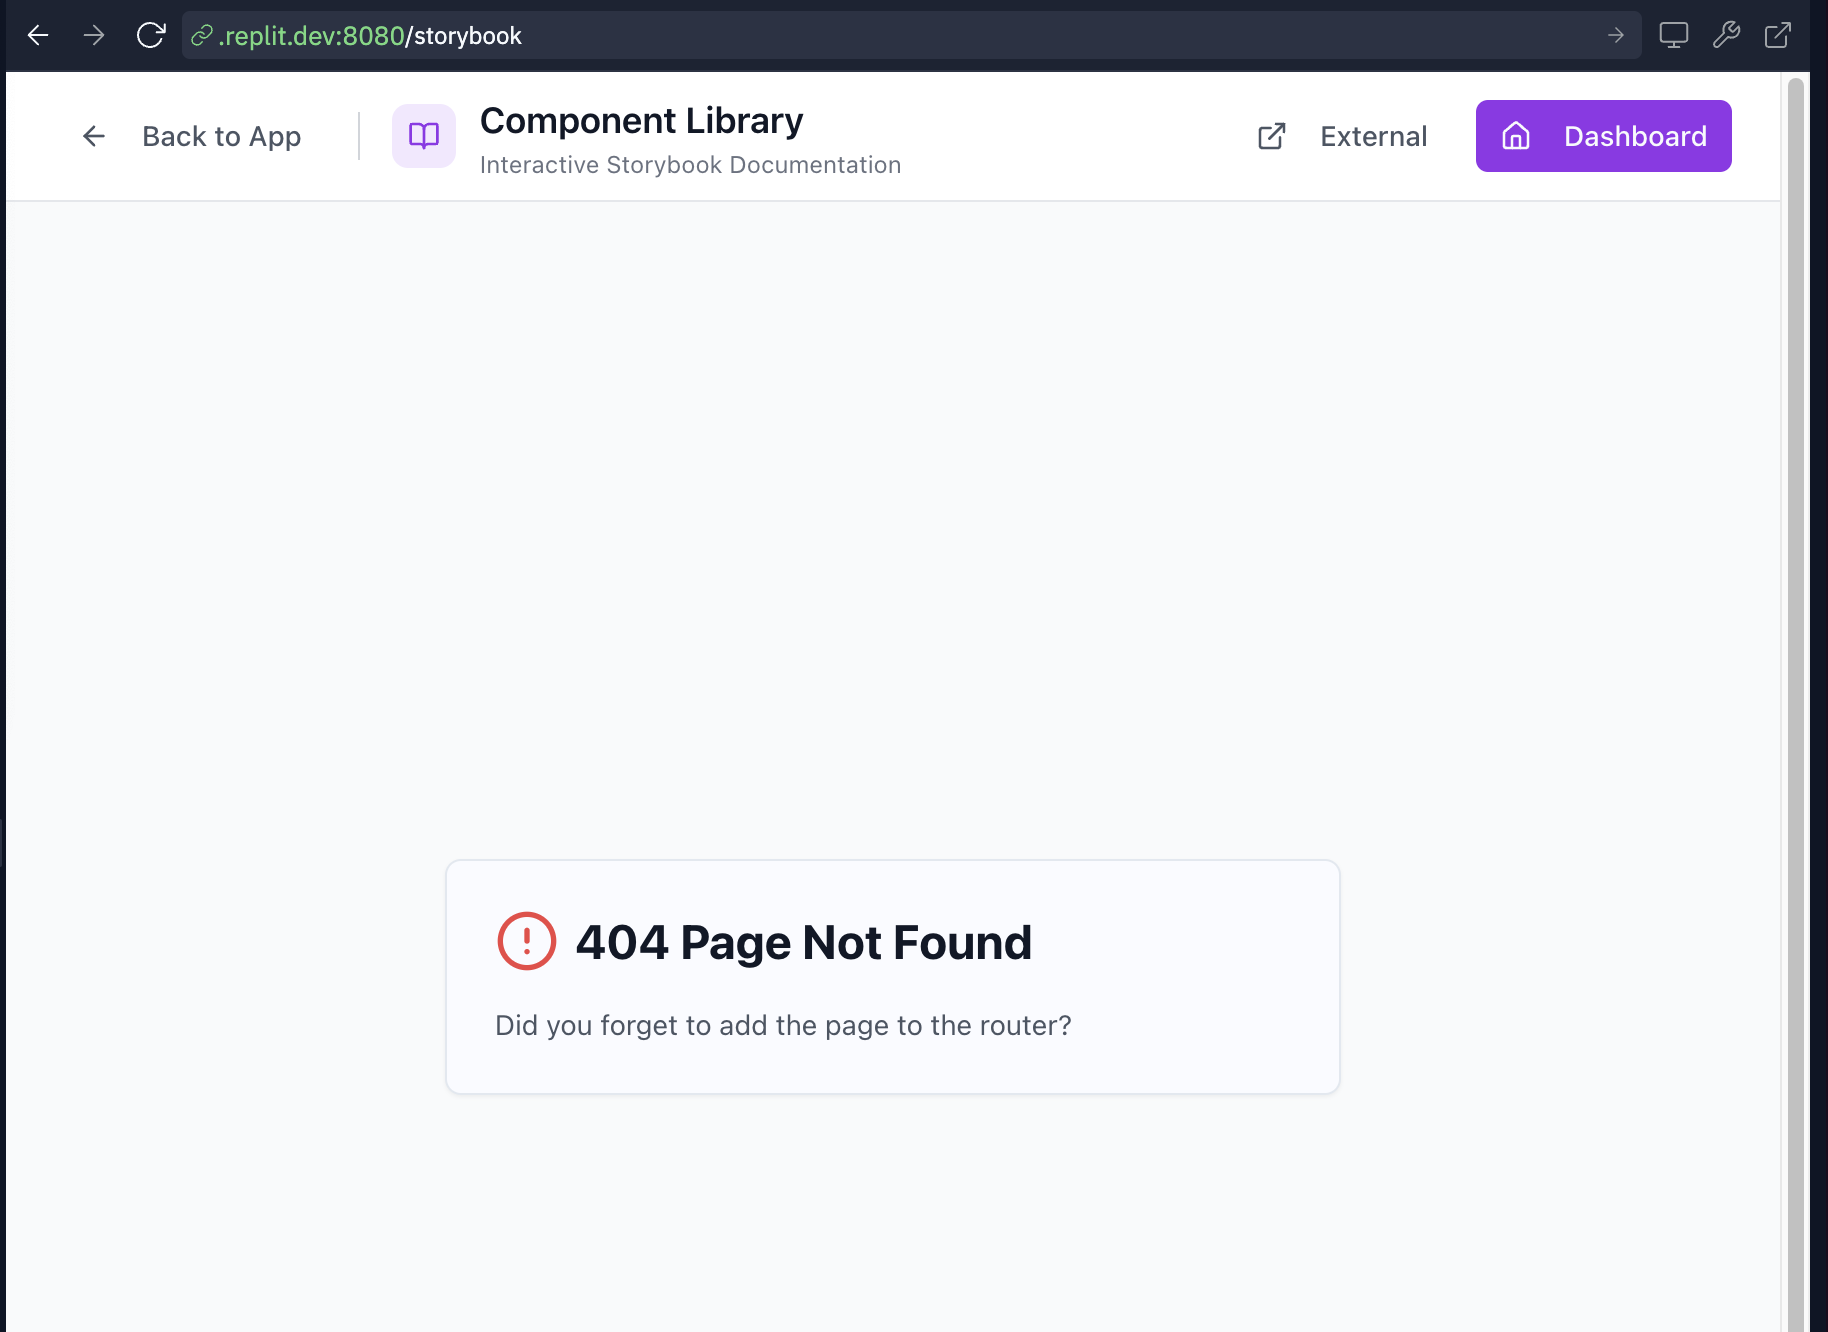 .replit.dev:8080/storybook
Back to App
Component Library
Interactive Storybook Documentation
External
Dashboard
404 Page Not Found
Did you forget to add the page to the router?